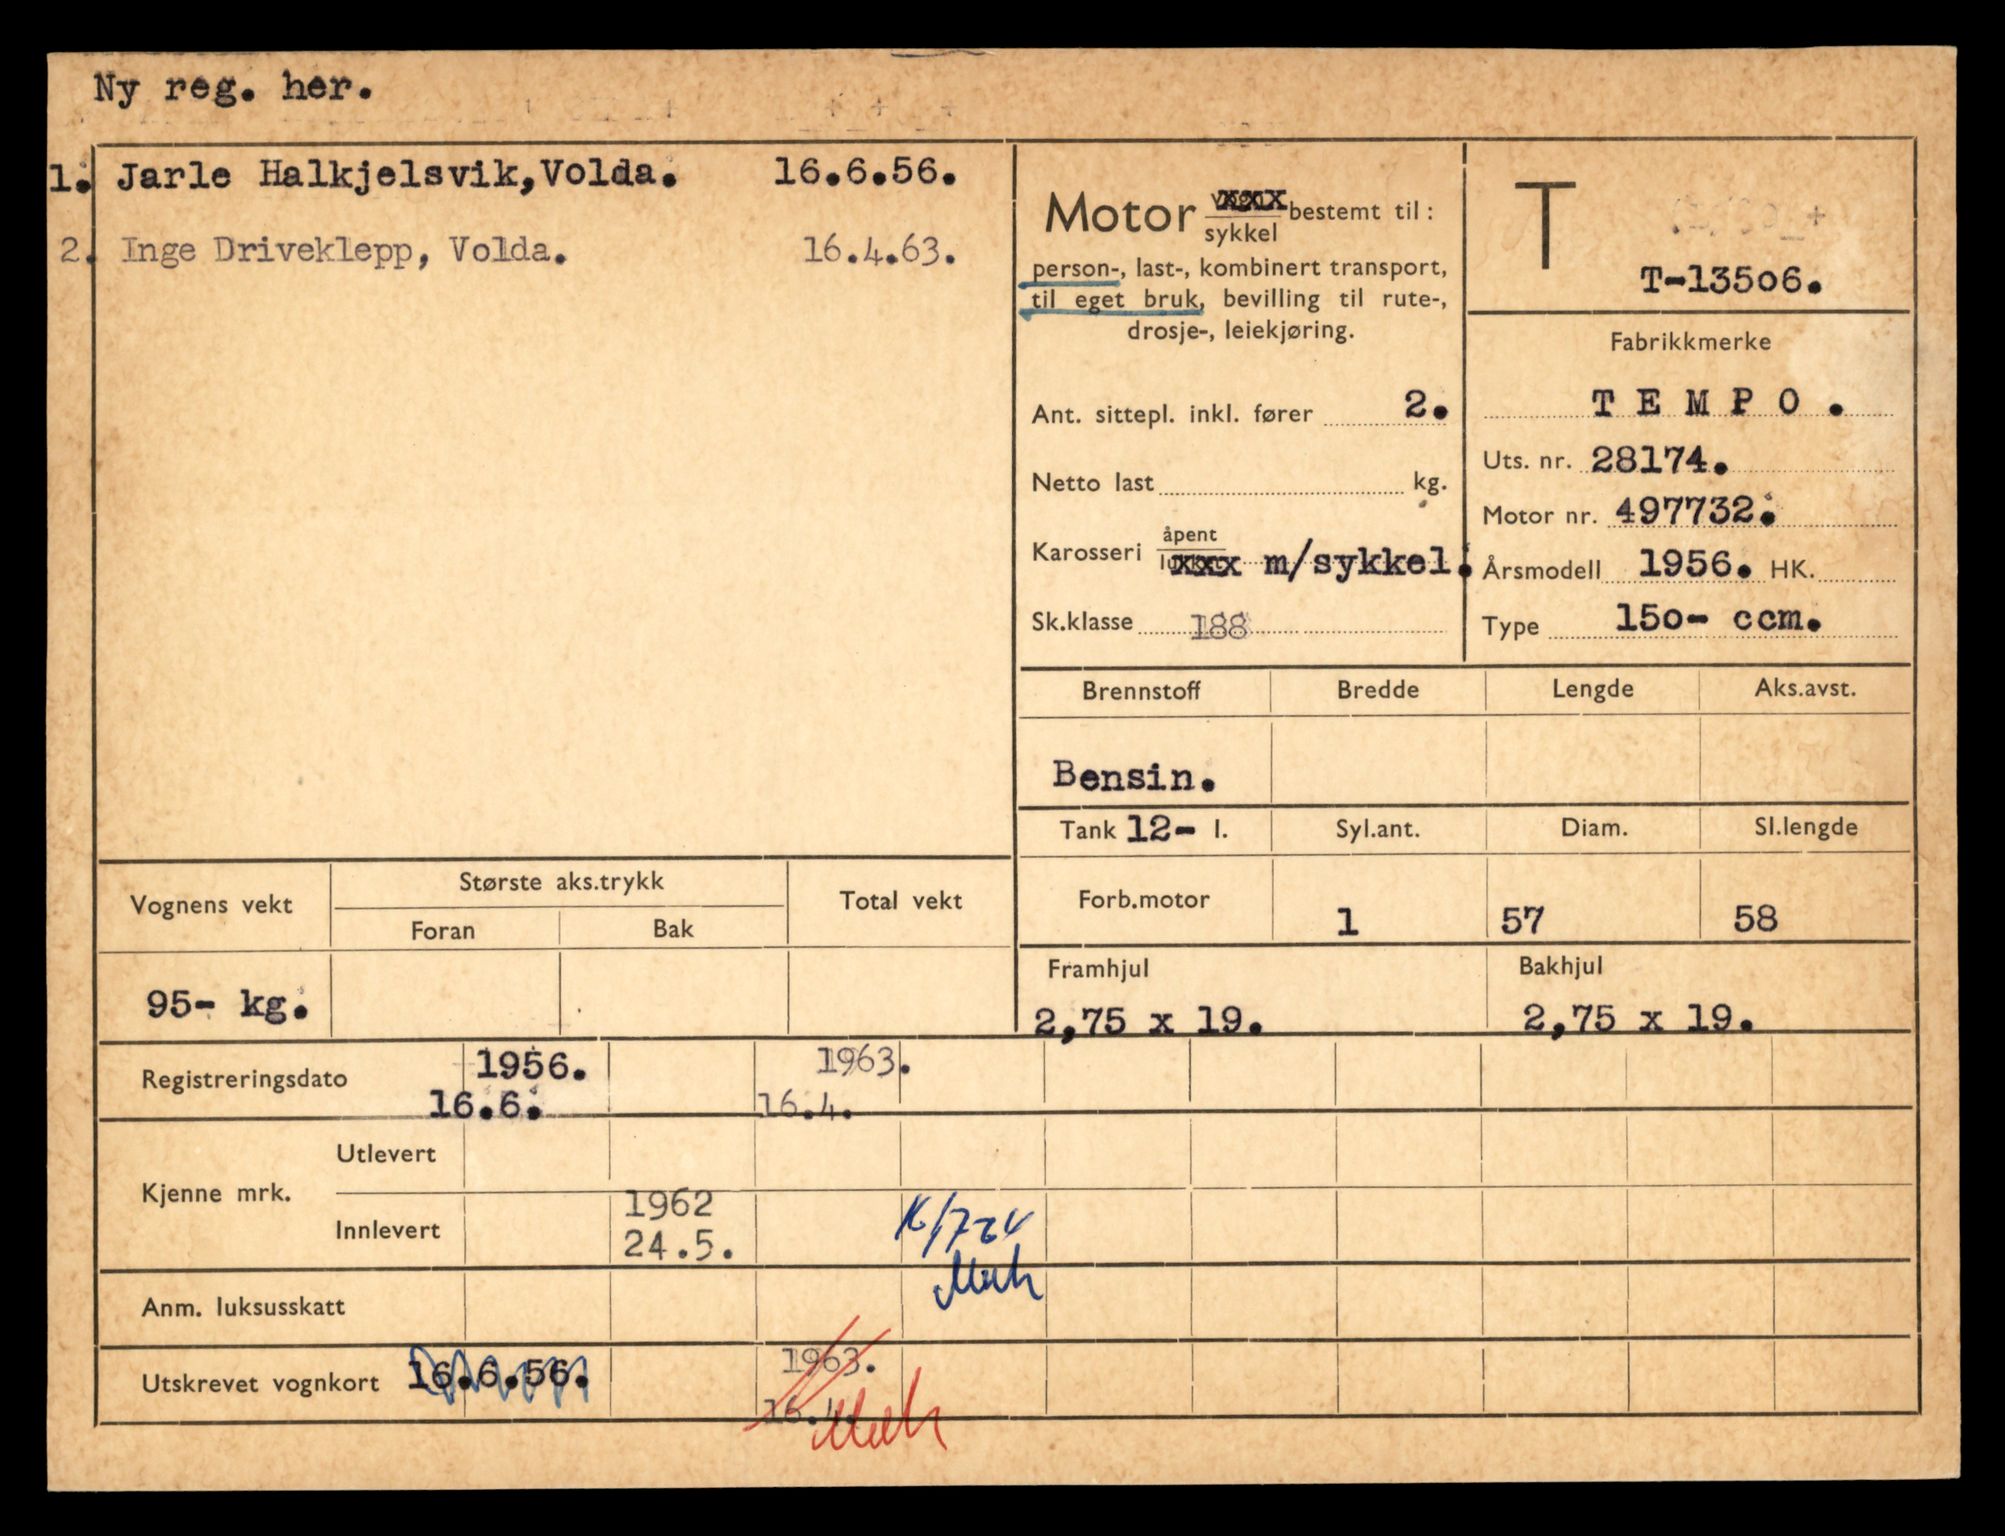 Ny reg. her.
1. Jarle Halkjelsvik,Volda. 16.6.56.
2. Inge Driveklepp, Volda. 16.4.63.
Motor xxx bestemt til :
sykkel
person-, last-, kombinert transport,
til eget bruk, bevilling til rute-,
drosje-, leiekjøring.
Ant. sittepl. inkl. fører 2.
Netto last kg.
Karosseri åpent
xxx m/sykkel.
Sk.klasse 188
T
T-13506.
Fabrikkmerke
T E M P O .
Uts. nr. 28174.
Motor nr. 497732.
Årsmodell 1956. HK.
Type 150- ccm.
Brennstoff Bredde Lengde Aks.avst.
Bensin.
Tank 12- l. Syl.ant. Diam. Sl.lengde
Forb.motor 1 57 58
Framhjul Bakhjul
2,75 x 19. 2,75 x 19.
Vognens vekt Største aks.trykk Total vekt
Foran Bak
95- kg.
Registreringsdato 1956. 1963.
16.6. 16.4.
Kjenne mrk. Utlevert
Innlevert 1962
24.5.
Anm. luksusskatt
Utskrevet vognkort 16.6.56. 1963.
16.4.